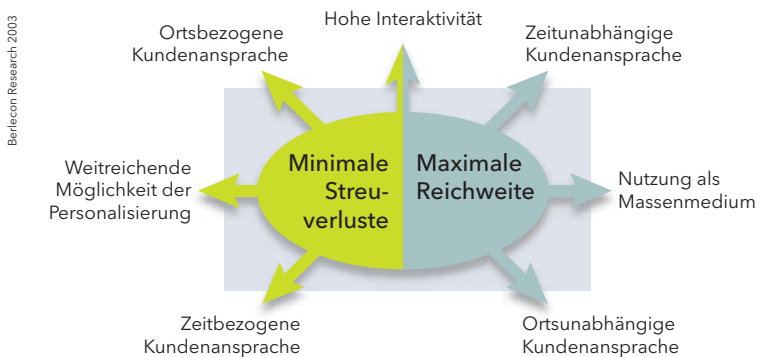 Berlecon Research 2003
Hohe Interaktivität
Ortsbezogene
Kundenansprache
Zeitunabhängige
Kundenansprache
Weitreichende
Möglichkeit der
Personalisierung
Minimale
Streu-
verluste
Maximale
Reichweite
Nutzung als
Massenmedium
Zeitbezogene
Kundenansprache
Ortsunabhängige
Kundenansprache